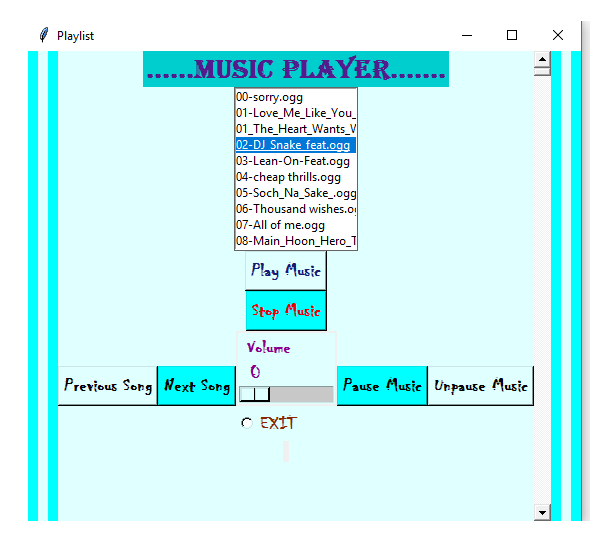 Playlist
......MUSIC PLAYER.......
00-sorry.ogg
01-Love_Me_Like_You_
01_The_Heart_Wants_W
02-DJ_Snake_feat.ogg
03-Lean-On-Feat.ogg
04-cheap thrills.ogg
05-Soch_Na_Sake_.ogg
06-Thousand wishes.og
07-All of me.ogg
08-Main_Hoon_Hero_T
Play Music
Stop Music
Volume
0
Previous Song Next Song Pause Music Unpause Music
EXIT